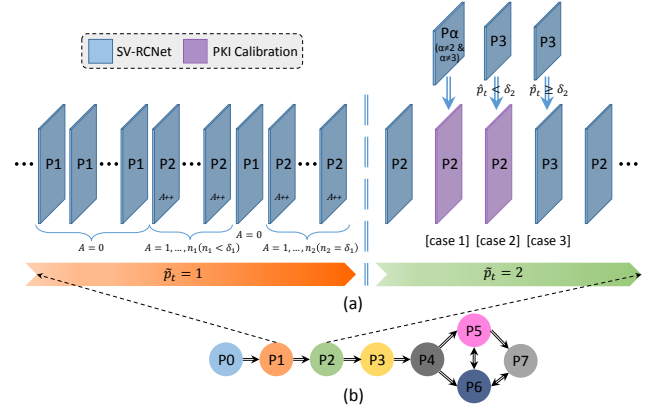 SV-RCNet PKI Calibration
Pα
(α≠2 &
α≠3)
P3
P3
p̂ₜ < δ₂ p̂ₜ ≥ δ₂
... P1 P1 ... P1 P2 ... P2 P1 P2 ... P2
A++ A++ A++ A++
P2 P2 P2 P3 P2 ...
[case 1] [case 2] [case 3]
A = 0
A = 0 A = 1, ..., n₁(n₁ < δ₁) A = 1, ..., n₂(n₂ = δ₁)
p̃ₜ = 1 p̃ₜ = 2
(a)
P0 P1 P2 P3 P4 P5 P6 P7
(b)